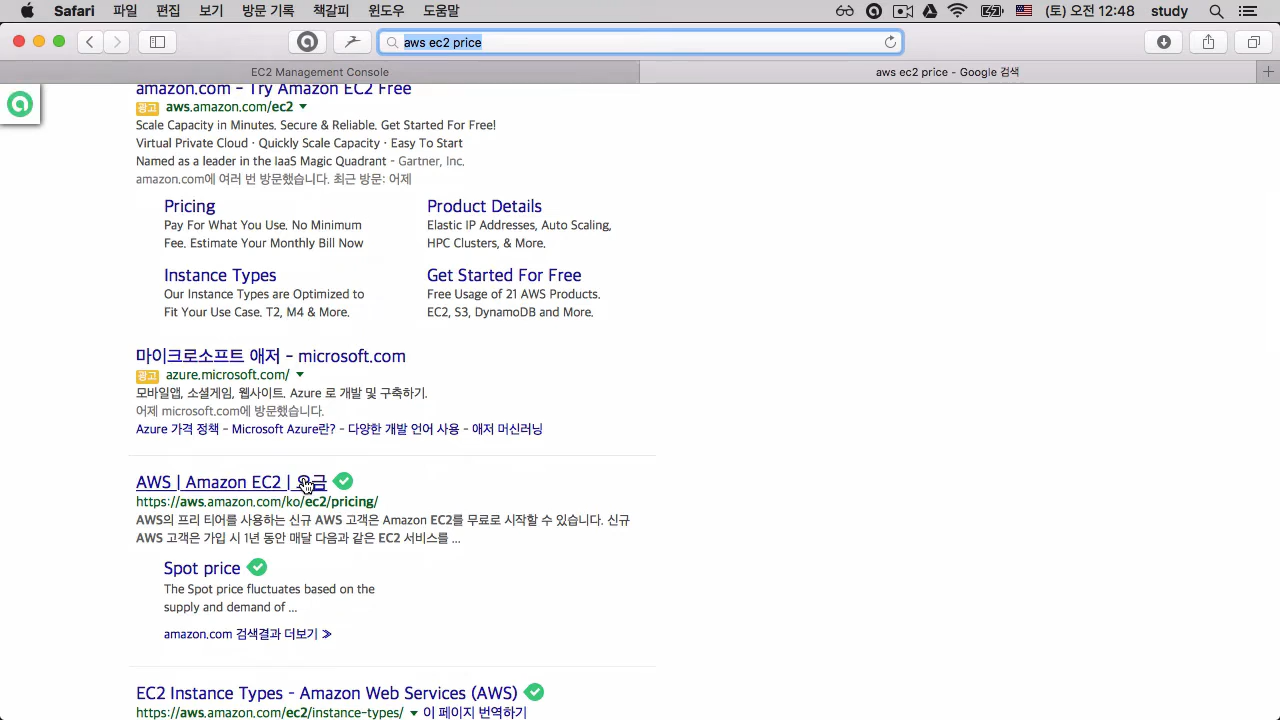 Safari 파일 편집 보기 방문 기록 책갈피 윈도우 도움말 (토) 오전 12:48 study
aws ec2 price
EC2 Management Console
aws ec2 price - Google 검색
amazon.com - Try Amazon EC2 Free
광고 aws.amazon.com/ec2
Scale Capacity in Minutes. Secure & Reliable. Get Started For Free!
Virtual Private Cloud · Quickly Scale Capacity · Easy To Start
Named as a leader in the IaaS Magic Quadrant - Gartner, Inc.
amazon.com에 여러 번 방문했습니다. 최근 방문: 어제
Pricing
Pay For What You Use. No Minimum
Fee. Estimate Your Monthly Bill Now
Product Details
Elastic IP Addresses, Auto Scaling,
HPC Clusters, & More.
Instance Types
Our Instance Types are Optimized to
Fit Your Use Case. T2, M4 & More.
Get Started For Free
Free Usage of 21 AWS Products.
EC2, S3, DynamoDB and More.
마이크로소프트 애저 - microsoft.com
광고 azure.microsoft.com/
모바일앱, 소셜게임, 웹사이트. Azure 로 개발 및 구축하기.
어제 microsoft.com에 방문했습니다.
Azure 가격 정책 - Microsoft Azure란? - 다양한 개발 언어 사용 - 애저 머신러닝
AWS | Amazon EC2 | 요금
https://aws.amazon.com/ko/ec2/pricing/
AWS의 프리 티어를 사용하는 신규 AWS 고객은 Amazon EC2를 무료로 시작할 수 있습니다. 신규
AWS 고객은 가입 시 1년 동안 매달 다음과 같은 EC2 서비스를 ...
Spot price
The Spot price fluctuates based on the
supply and demand of ...
amazon.com 검색결과 더보기 ≫
EC2 Instance Types - Amazon Web Services (AWS)
https://aws.amazon.com/ec2/instance-types/ 이 페이지 번역하기